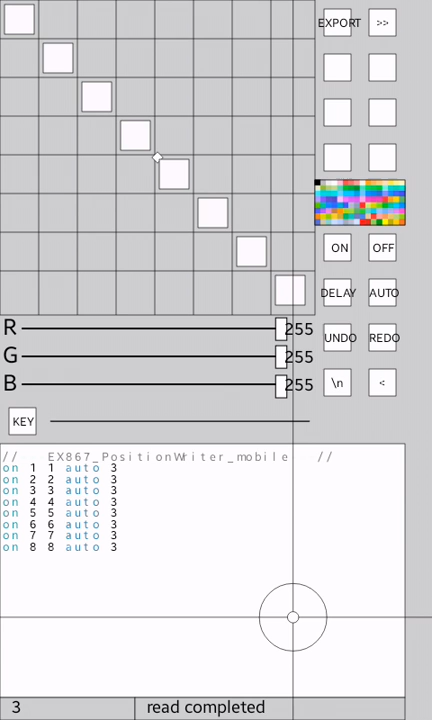 EXPORT >>
ON OFF
DELAY AUTO
R 255
UNDO REDO
G 255
B 255
\n <
KEY
// EX867_PositionWriter_mobile //
on 1 1 auto 3
on 2 2 auto 3
on 3 3 auto 3
on 4 4 auto 3
on 5 5 auto 3
on 6 6 auto 3
on 7 7 auto 3
on 8 8 auto 3
3 read completed